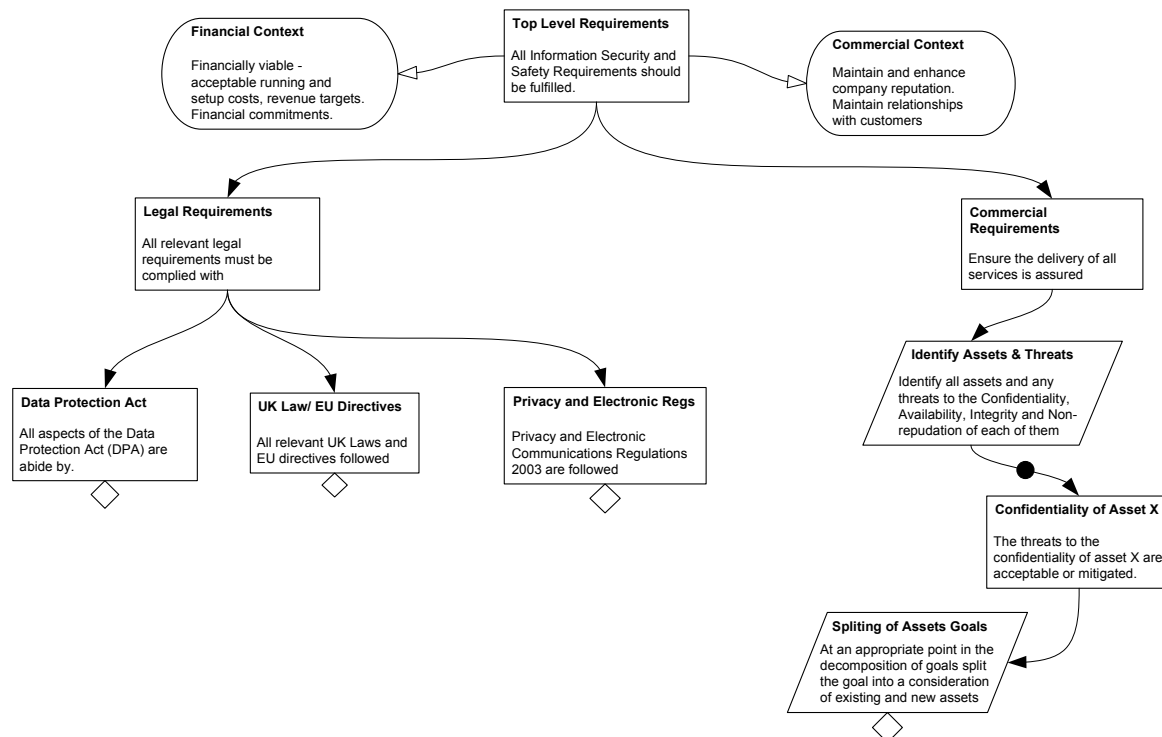 Financial Context
Financially viable -
acceptable running and
setup costs, revenue targets.
Financial commitments.
Top Level Requirements
All Information Security and
Safety Requirements should
be fulfilled.
Commercial Context
Maintain and enhance
company reputation.
Maintain relationships
with customers
Legal Requirements
All relevant legal
requirements must be
complied with
Commercial
Requirements
Ensure the delivery of all
services is assured
Data Protection Act
All aspects of the Data
Protection Act (DPA) are
abide by.
UK Law/ EU Directives
All relevant UK Laws and
EU directives followed
Privacy and Electronic Regs
Privacy and Electronic
Communications Regulations
2003 are followed
Identify Assets & Threats
Identify all assets and any
threats to the Confidentiality,
Availability, Integrity and Non-
repudation of each of them
Confidentiality of Asset X
The threats to the
confidentiality of asset X are
acceptable or mitigated.
Spliting of Assets Goals
At an appropriate point in the
decomposition of goals split
the goal into a consideration
of existing and new assets